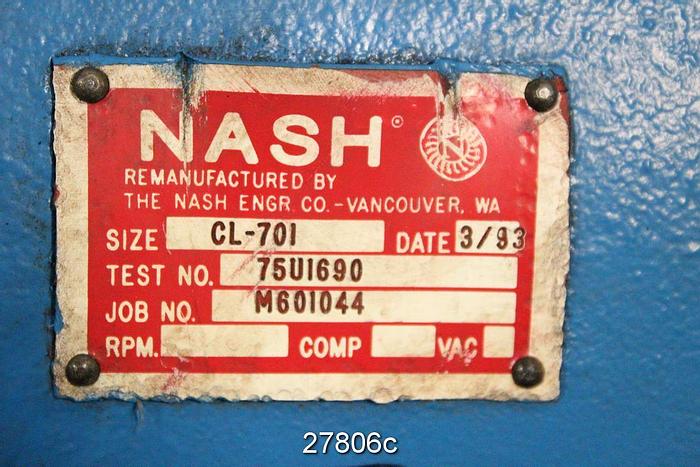 NASH
N
REMANUFACTURED BY
THE NASH ENGR. CO.-VANCOUVER, WA
SIZE CL-701 DATE 3/93
TEST NO. 75U1690
JOB NO. M601044
RPM. COMP VAC
27806c